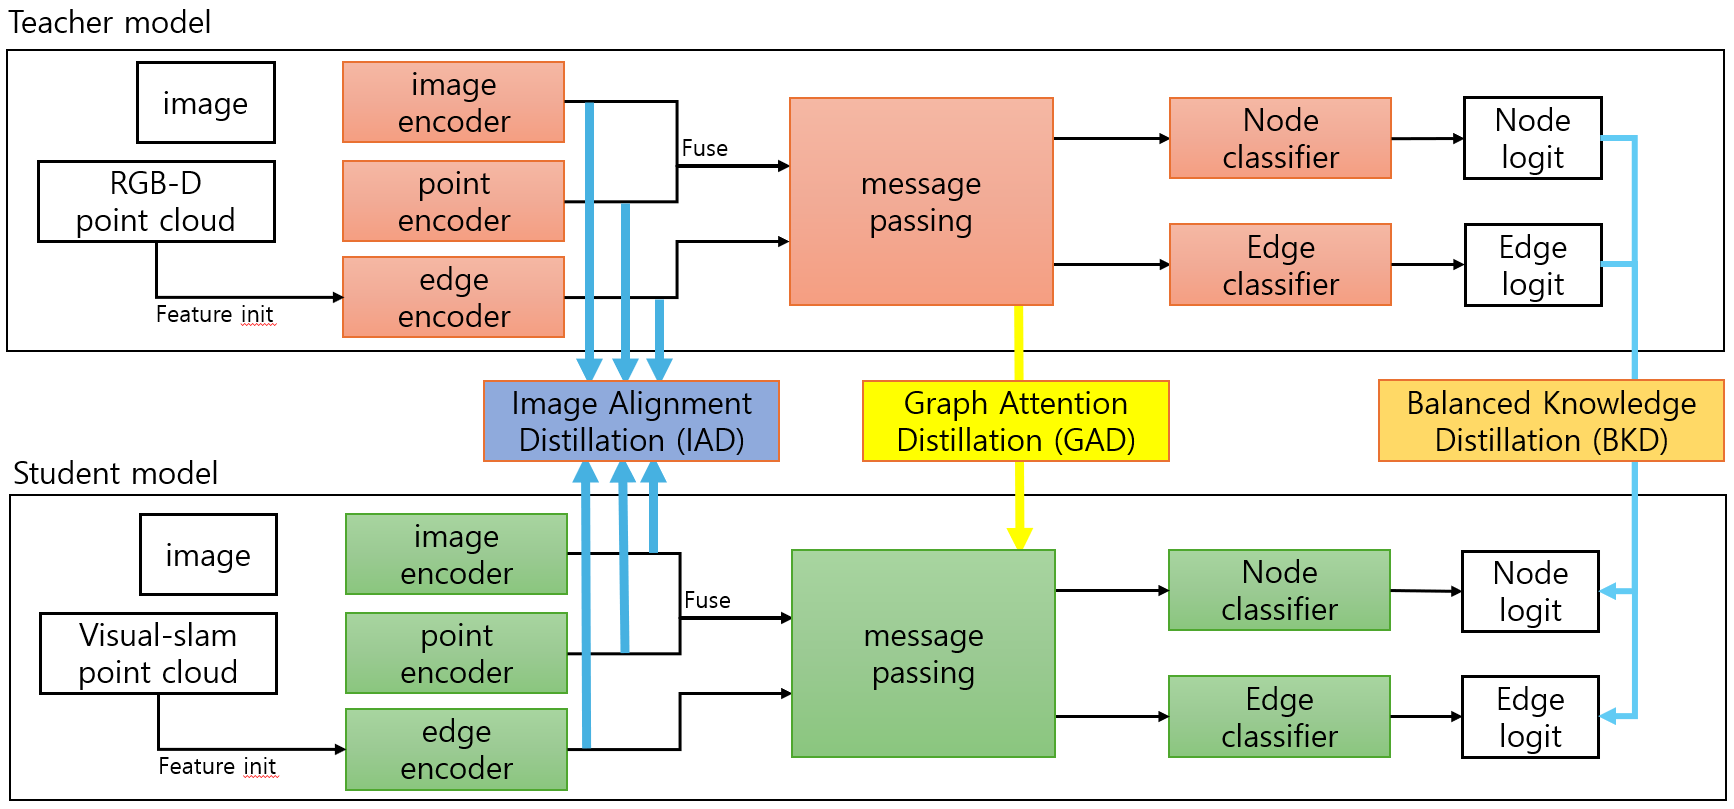 Teacher model
image
RGB-D
point cloud
Feature init
image
encoder
point
encoder
edge
encoder
Fuse
message
passing
Node
classifier
Edge
classifier
Node
logit
Edge
logit
Image Alignment
Distillation (IAD)
Graph Attention
Distillation (GAD)
Balanced Knowledge
Distillation (BKD)
Student model
image
Visual-slam
point cloud
Feature init
image
encoder
point
encoder
edge
encoder
Fuse
message
passing
Node
classifier
Edge
classifier
Node
logit
Edge
logit